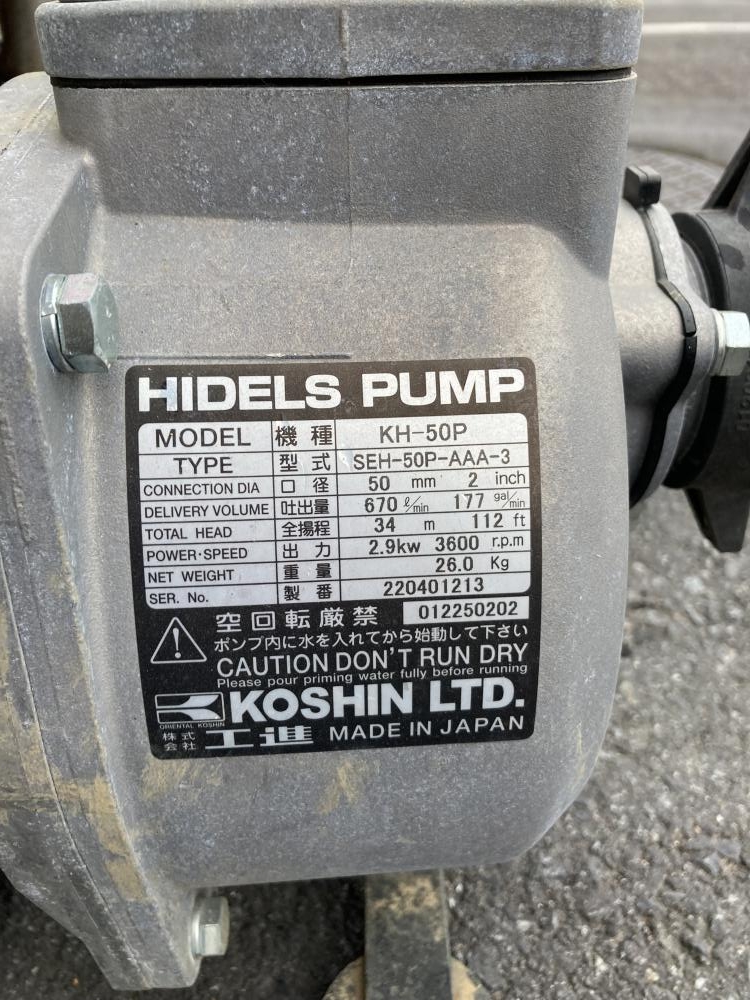 HIDELS PUMP
MODEL 機種 KH-50P
TYPE 型式 SEH-50P-AAA-3
CONNECTION DIA 口径 50 mm 2 inch
DELIVERY VOLUME 吐出量 670 ℓ/min 177 gal/min
TOTAL HEAD 全揚程 34 m 112 ft
POWER·SPEED 出力 2.9kw 3600 r.p.m
NET WEIGHT 重量 26.0 Kg
SER. No. 製番 220401213
空回転厳禁 012250202
ポンプ内に水を入れてから始動して下さい
CAUTION DON'T RUN DRY
Please pour priming water fully before running
ORIENTAL KOSHIN
KOSHIN LTD.
株式会社 工進 MADE IN JAPAN